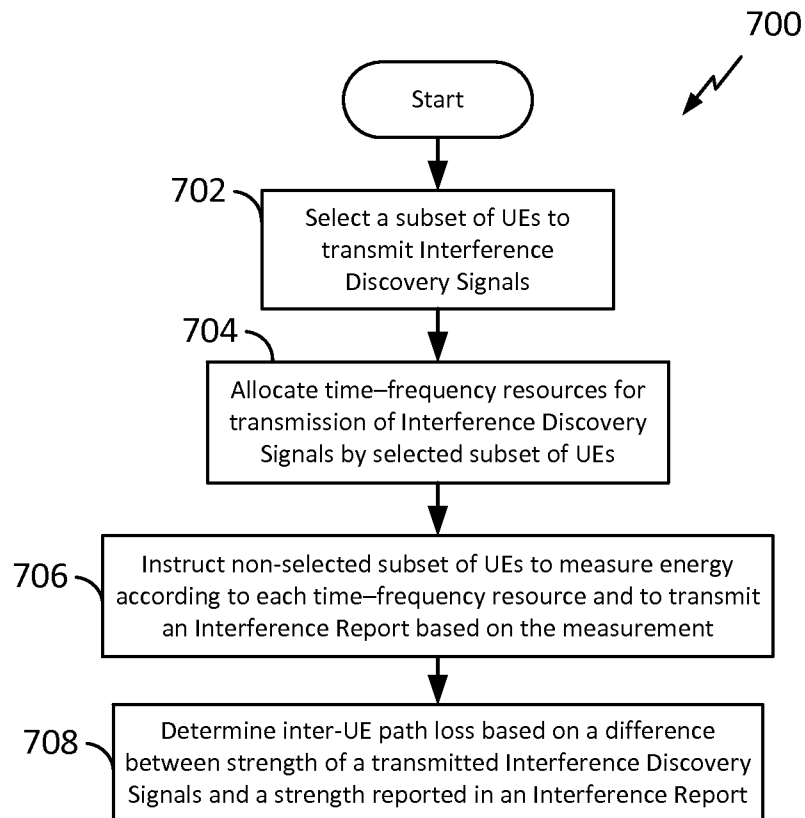 700
Start
702
Select a subset of UEs to
transmit Interference
Discovery Signals
704
Allocate time–frequency resources for
transmission of Interference Discovery
Signals by selected subset of UEs
706
Instruct non-selected subset of UEs to measure energy
according to each time–frequency resource and to transmit
an Interference Report based on the measurement
708
Determine inter-UE path loss based on a difference
between strength of a transmitted Interference Discovery
Signals and a strength reported in an Interference Report